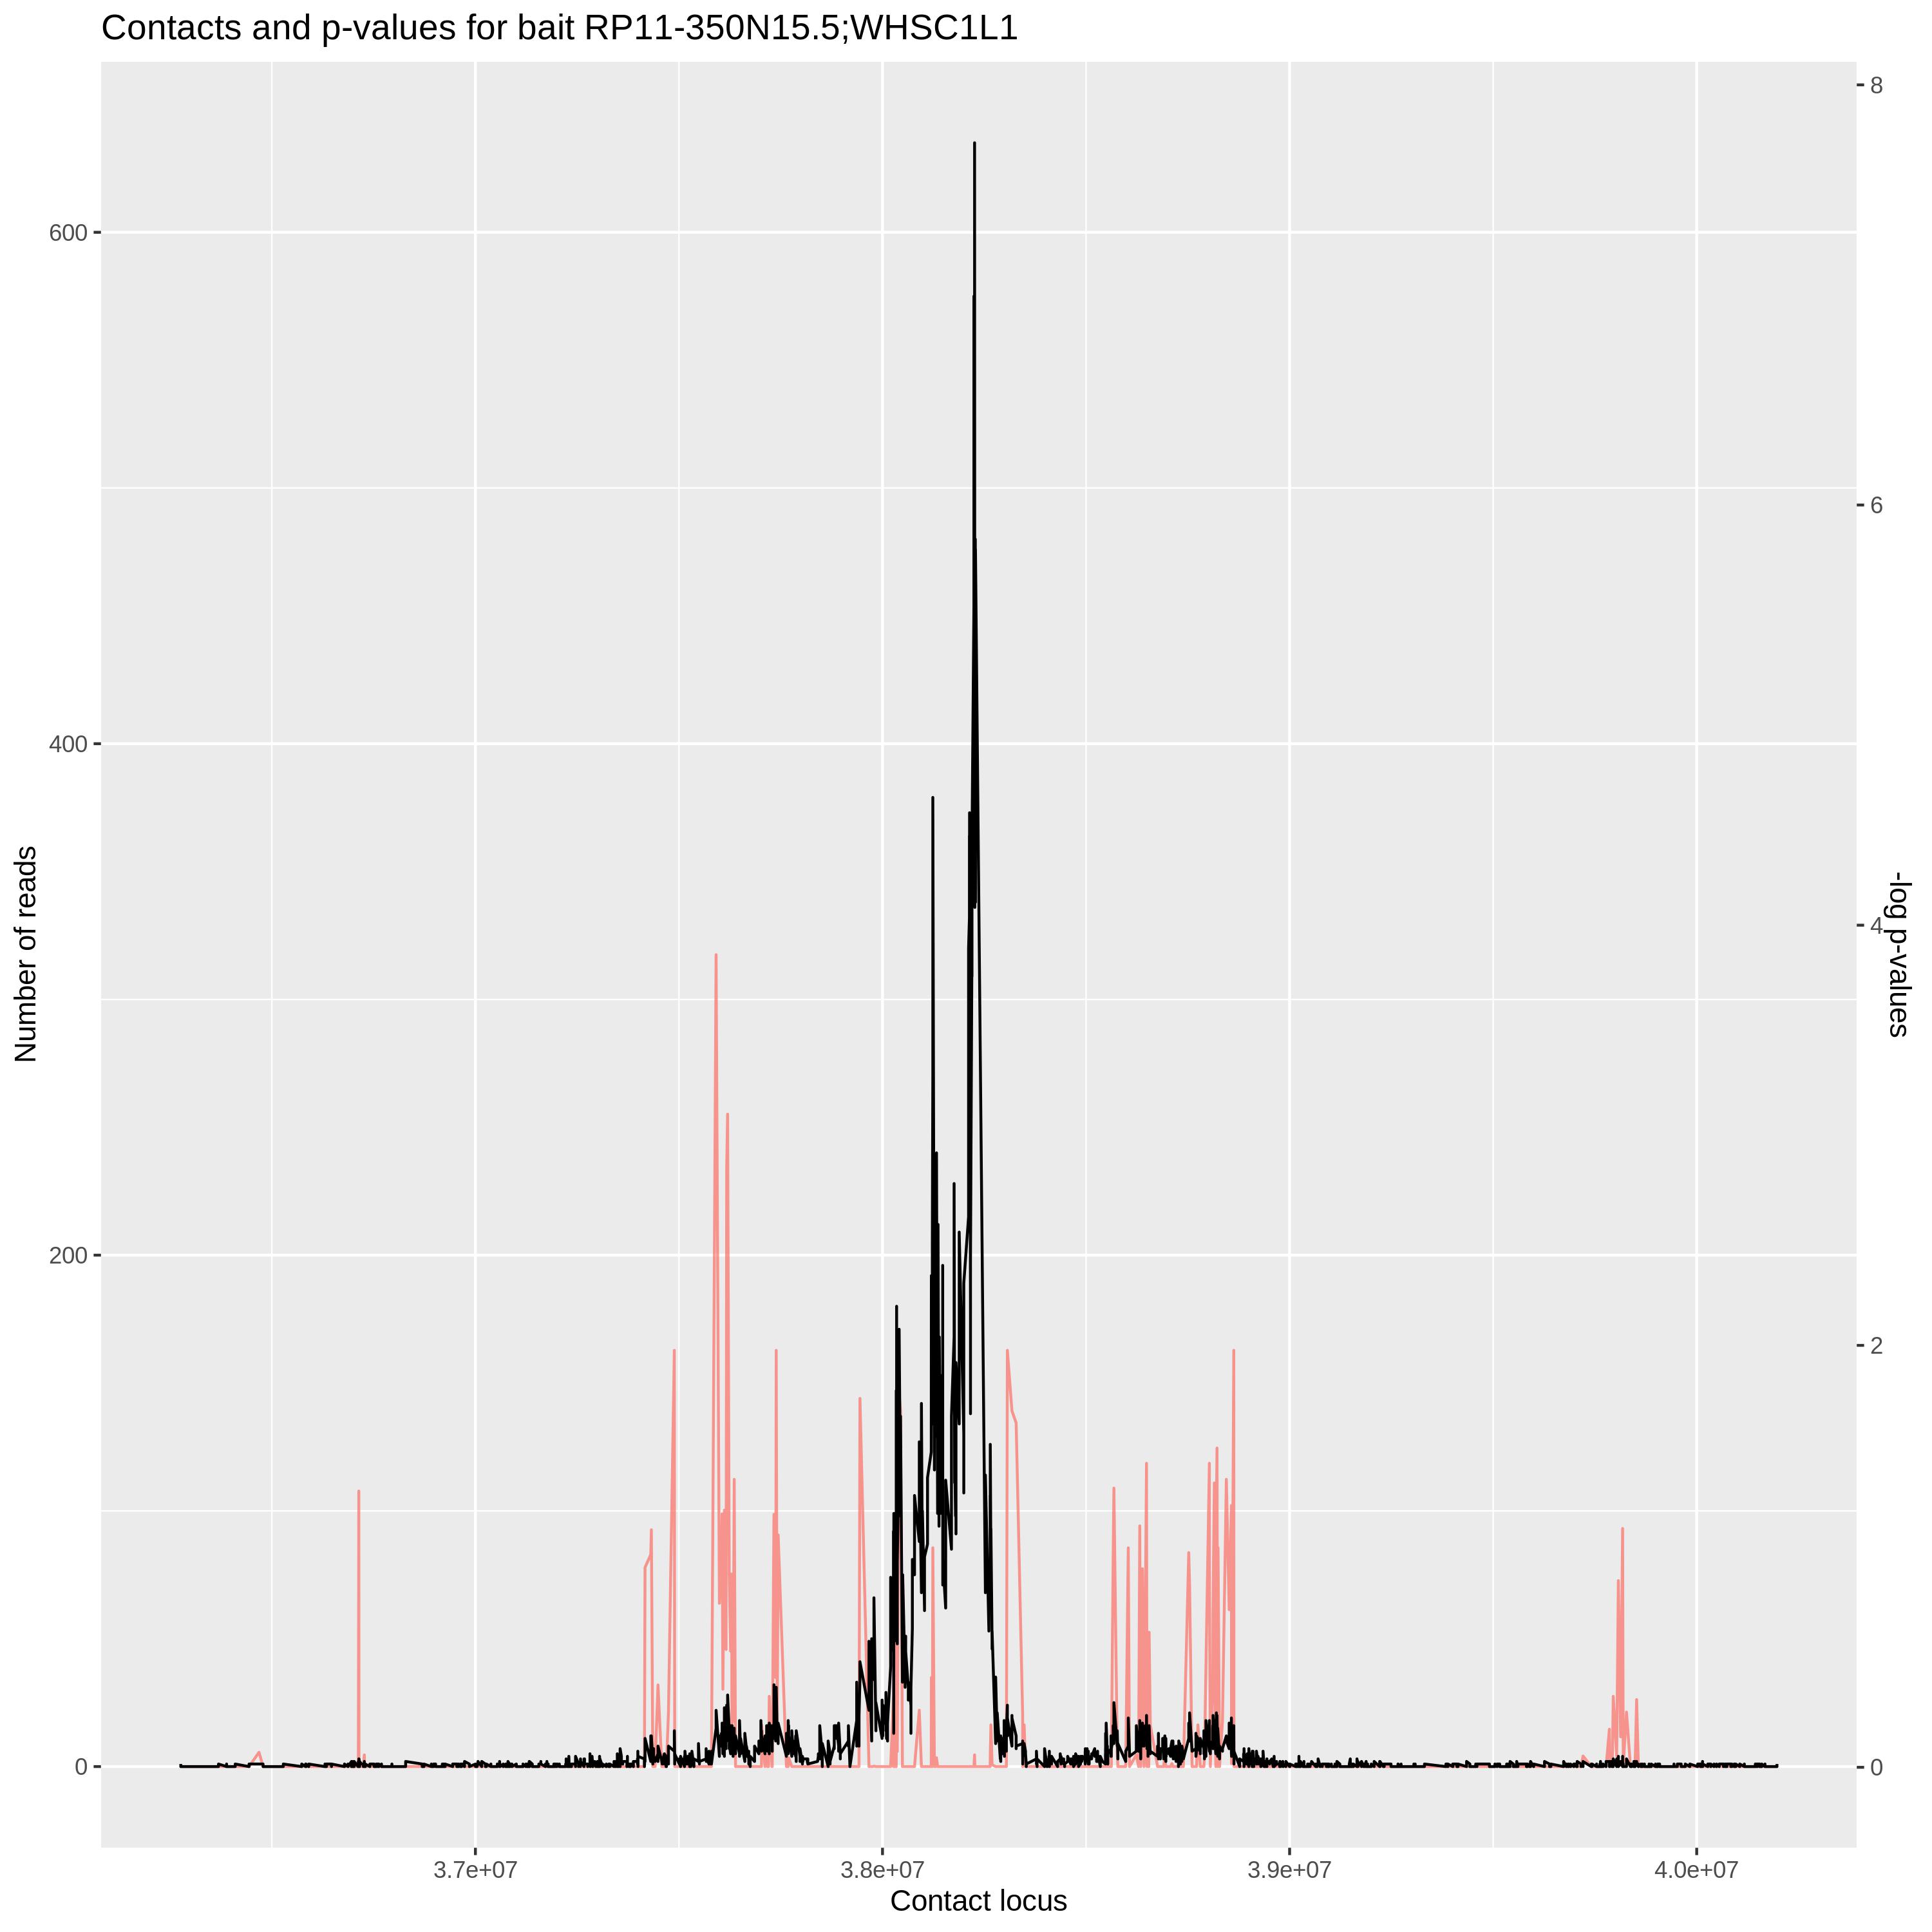 Contacts and p-values for bait RP11-350N15.5;WHSC1L1
600
400
200
0
Number of reads
8
6
4
2
0
-log p-values
3.7e+07
3.8e+07
3.9e+07
4.0e+07
Contact locus